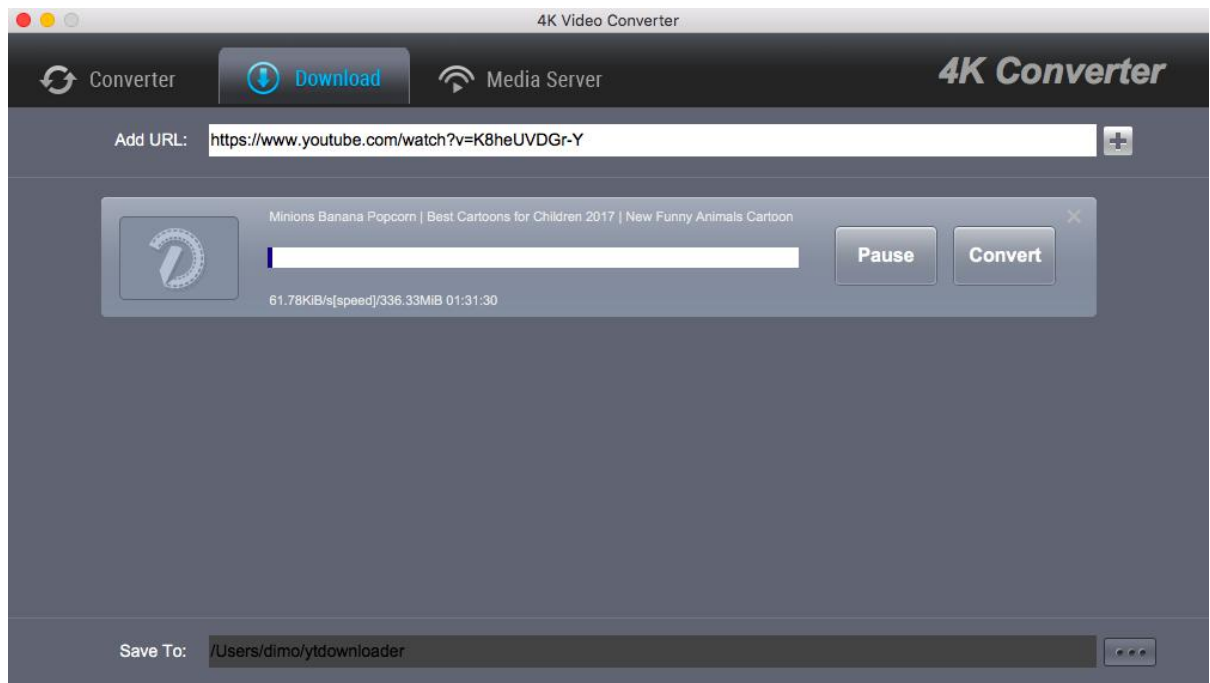 4K Video Converter
Converter Download Media Server 4K Converter
Add URL: https://www.youtube.com/watch?v=K8heUVDGr-Y
Minions Banana Popcorn | Best Cartoons for Children 2017 | New Funny Animals Cartoon
Pause Convert
61.78KiB/s[speed]/336.33MiB 01:31:30
Save To: /Users/dimo/ytdownloader